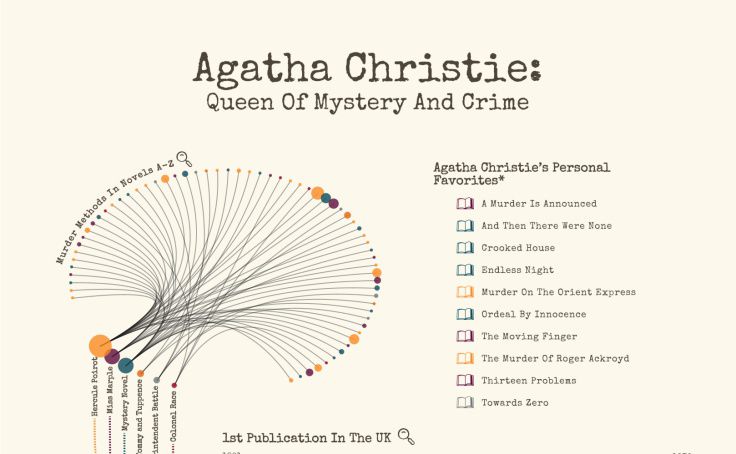 Agatha Christie:
Queen Of Mystery And Crime
Murder Methods In Novels A-Z
Agatha Christie's Personal
Favorites*
A Murder Is Announced
And Then There Were None
Crooked House
Endless Night
Murder On The Orient Express
Ordeal By Innocence
The Moving Finger
The Murder Of Roger Ackroyd
Thirteen Problems
Towards Zero
Hercule Poirot
Miss Marple
Mystery Novel
ommy and Tuppence
intendent Battle
Colonel Race
1st Publication In The UK